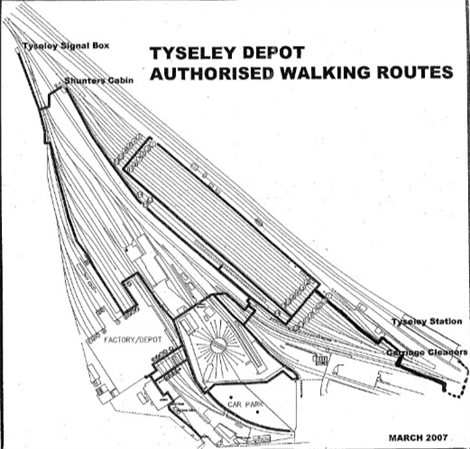 Tyseley Signal Box
TYSELEY DEPOT
AUTHORISED WALKING ROUTES
Shunters Cabin
Tyseley Station
FACTORY/DEPOT
Carriage Cleaners
CAR PARK
MARCH 2007